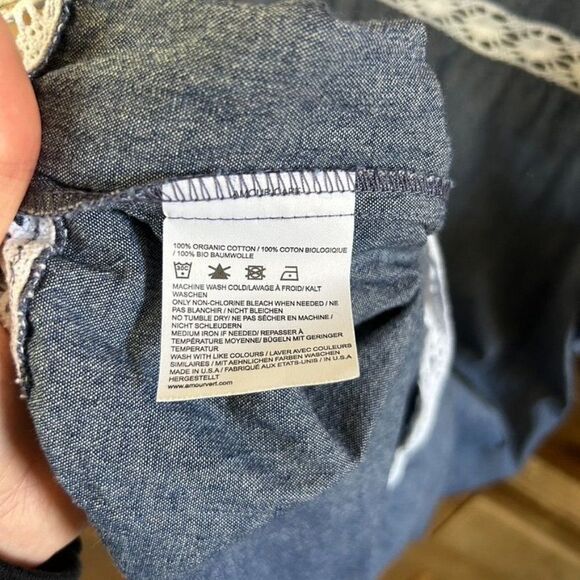 AMOUR CARE
100% ORGANIC COTTON / 100% COTON BIOLOGIQUE
/ 100% BIO BAUMWOLLE
MACHINE WASH COLD/LAVAGE À FROID/ KALT
WASCHEN
ONLY NON-CHLORINE BLEACH WHEN NEEDED / NE
PAS BLANCHIR / NICHT BLEICHEN
NO TUMBLE DRY/ NE PAS SÉCHER EN MACHINE /
NICHT SCHLEUDERN
MEDIUM IRON IF NEEDED/ REPASSER À
TEMPÉRATURE MOYENNE/ BÜGELN MIT GERINGER
TEMPERATUR
WASH WITH LIKE COLOURS / LAVER AVEC COULEURS
SIMILAIRES / MIT AEHNLICHEN FARBEN WASCHEN
MADE IN U.S.A / FABRIQUÉ AUX ETATS-UNIS / IN U.S.A
HERGESTELLT
www.amourvert.com